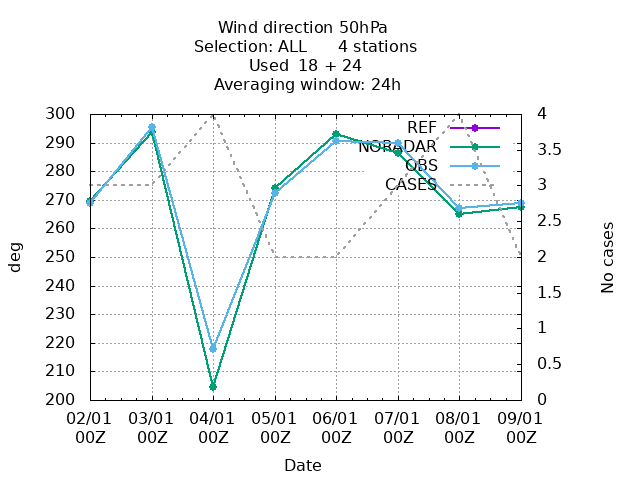 Wind direction 50hPa
Selection: ALL 4 stations
Used 18 + 24
Averaging window: 24h
300
290
280
270
260
250
240
230
220
210
200
deg
4
3.5
3
2.5
2
1.5
1
0.5
0
No cases
REF
NORADAR
OBS
CASES
02/01 03/01 04/01 05/01 06/01 07/01 08/01 09/01
00Z 00Z 00Z 00Z 00Z 00Z 00Z 00Z
Date